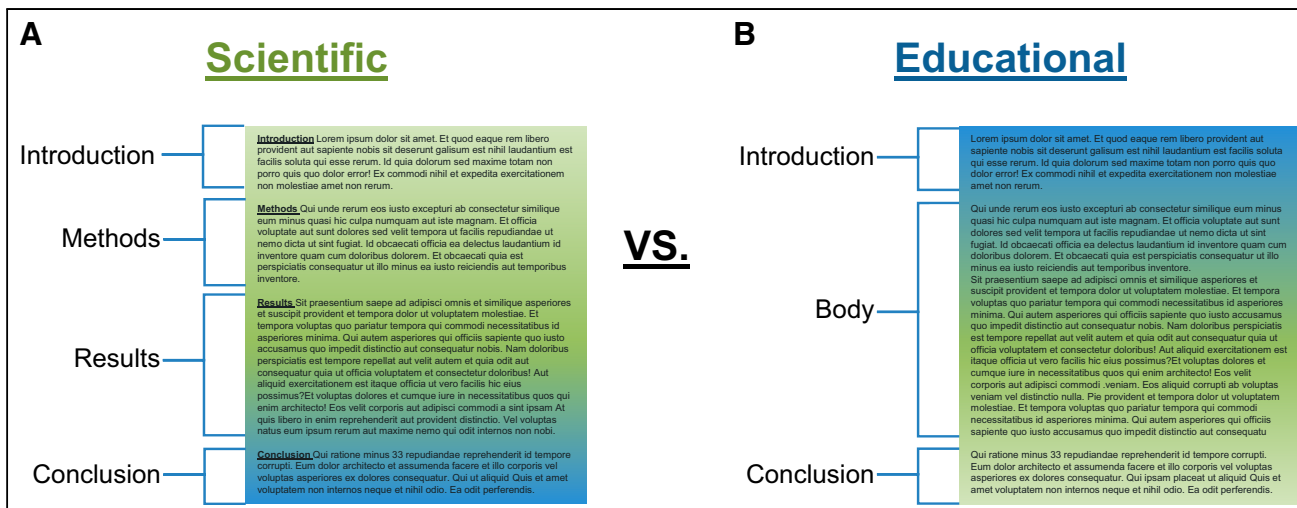 A
Scientific
Introduction
Methods
Results
Conclusion
Introduction Lorem ipsum dolor sit amet. Et quod eaque rem libero
provident aut sapiente nobis sit deserunt galisum est nihil laudantium est
facilis soluta qui esse rerum. Id quia dolorum sed maxime totam non
porro quis quo dolor error! Ex commodi nihil et expedita exercitationem
non molestiae amet non rerum.
Methods Qui unde rerum eos iusto excepturi ab consectetur similique
eum minus quasi hic culpa numquam aut iste magnam. Et officia
voluptate aut sunt dolores sed velit tempora ut facilis repudiandae ut
nemo dicta ut sint fugiat. Id obcaecati officia ea delectus laudantium id
inventore quam cum doloribus dolorem. Et obcaecati quia est
perspiciatis consequatur ut illo minus ea iusto reiciendis aut temporibus
inventore.
Results Sit praesentium saepe ad adipisci omnis et similique asperiores
et suscipit provident et tempora dolor ut voluptatem molestiae. Et
tempora voluptas quo pariatur tempora qui commodi necessitatibus id
asperiores minima. Qui autem asperiores qui officiis sapiente quo iusto
accusamus quo impedit distinctio aut consequatur nobis. Nam doloribus
perspiciatis est tempore repellat aut velit autem et quia odit aut
consequatur quia ut officia voluptatem et consectetur doloribus! Aut
aliquid exercitationem est itaque officia ut vero facilis hic eius
possimus?Et voluptas dolores et cumque iure in necessitatibus quos qui
enim architecto! Eos velit corporis aut adipisci commodi a sint ipsam At
quis libero in enim reprehenderit aut provident distinctio. Vel voluptas
natus eum ipsum rerum aut maxime nemo qui odit internos non nobi.
Conclusion Qui ratione minus 33 repudiandae reprehenderit id tempore
corrupti. Eum dolor architecto et assumenda facere et illo corporis vel
voluptas asperiores ex dolores consequatur. Qui ut aliquid Quis et amet
voluptatem non internos neque et nihil odio. Ea odit perferendis.
VS.
B
Educational
Introduction
Body
Conclusion
Lorem ipsum dolor sit amet. Et quod eaque rem libero provident aut
sapiente nobis sit deserunt galisum est nihil laudantium est facilis soluta
qui esse rerum. Id quia dolorum sed maxime totam non porro quis quo
dolor error! Ex commodi nihil et expedita exercitationem non molestiae
amet non rerum.
Qui unde rerum eos iusto excepturi ab consectetur similique eum minus
quasi hic culpa numquam aut iste magnam. Et officia voluptate aut sunt
dolores sed velit tempora ut facilis repudiandae ut nemo dicta ut sint
fugiat. Id obcaecati officia ea delectus laudantium id inventore quam cum
doloribus dolorem. Et obcaecati quia est perspiciatis consequatur ut illo
minus ea iusto reiciendis aut temporibus inventore.
Sit praesentium saepe ad adipisci omnis et similique asperiores et
suscipit provident et tempora dolor ut voluptatem molestiae. Et tempora
voluptas quo pariatur tempora qui commodi necessitatibus id asperiores
minima. Qui autem asperiores qui officiis sapiente quo iusto accusamus
quo impedit distinctio aut consequatur nobis. Nam doloribus perspiciatis
est tempore repellat aut velit autem et quia odit aut consequatur quia ut
officia voluptatem et consectetur doloribus! Aut aliquid exercitationem est
itaque officia ut vero facilis hic eius possimus?Et voluptas dolores et
cumque iure in necessitatibus quos qui enim architecto! Eos velit
corporis aut adipisci commodi .veniam. Eos aliquid corrupti ab voluptas
veniam vel distinctio nulla. Pie provident et tempora dolor ut voluptatem
molestiae. Et tempora voluptas quo pariatur tempora qui commodi
necessitatibus id asperiores minima. Qui autem asperiores qui officiis
sapiente quo iusto accusamus quo impedit distinctio aut consequatu
Qui ratione minus 33 repudiandae reprehenderit id tempore corrupti.
Eum dolor architecto et assumenda facere et illo corporis vel voluptas
asperiores ex dolores consequatur. Qui ipsam placeat ut aliquid Quis et
amet voluptatem non internos neque et nihil odio. Ea odit perferendis.